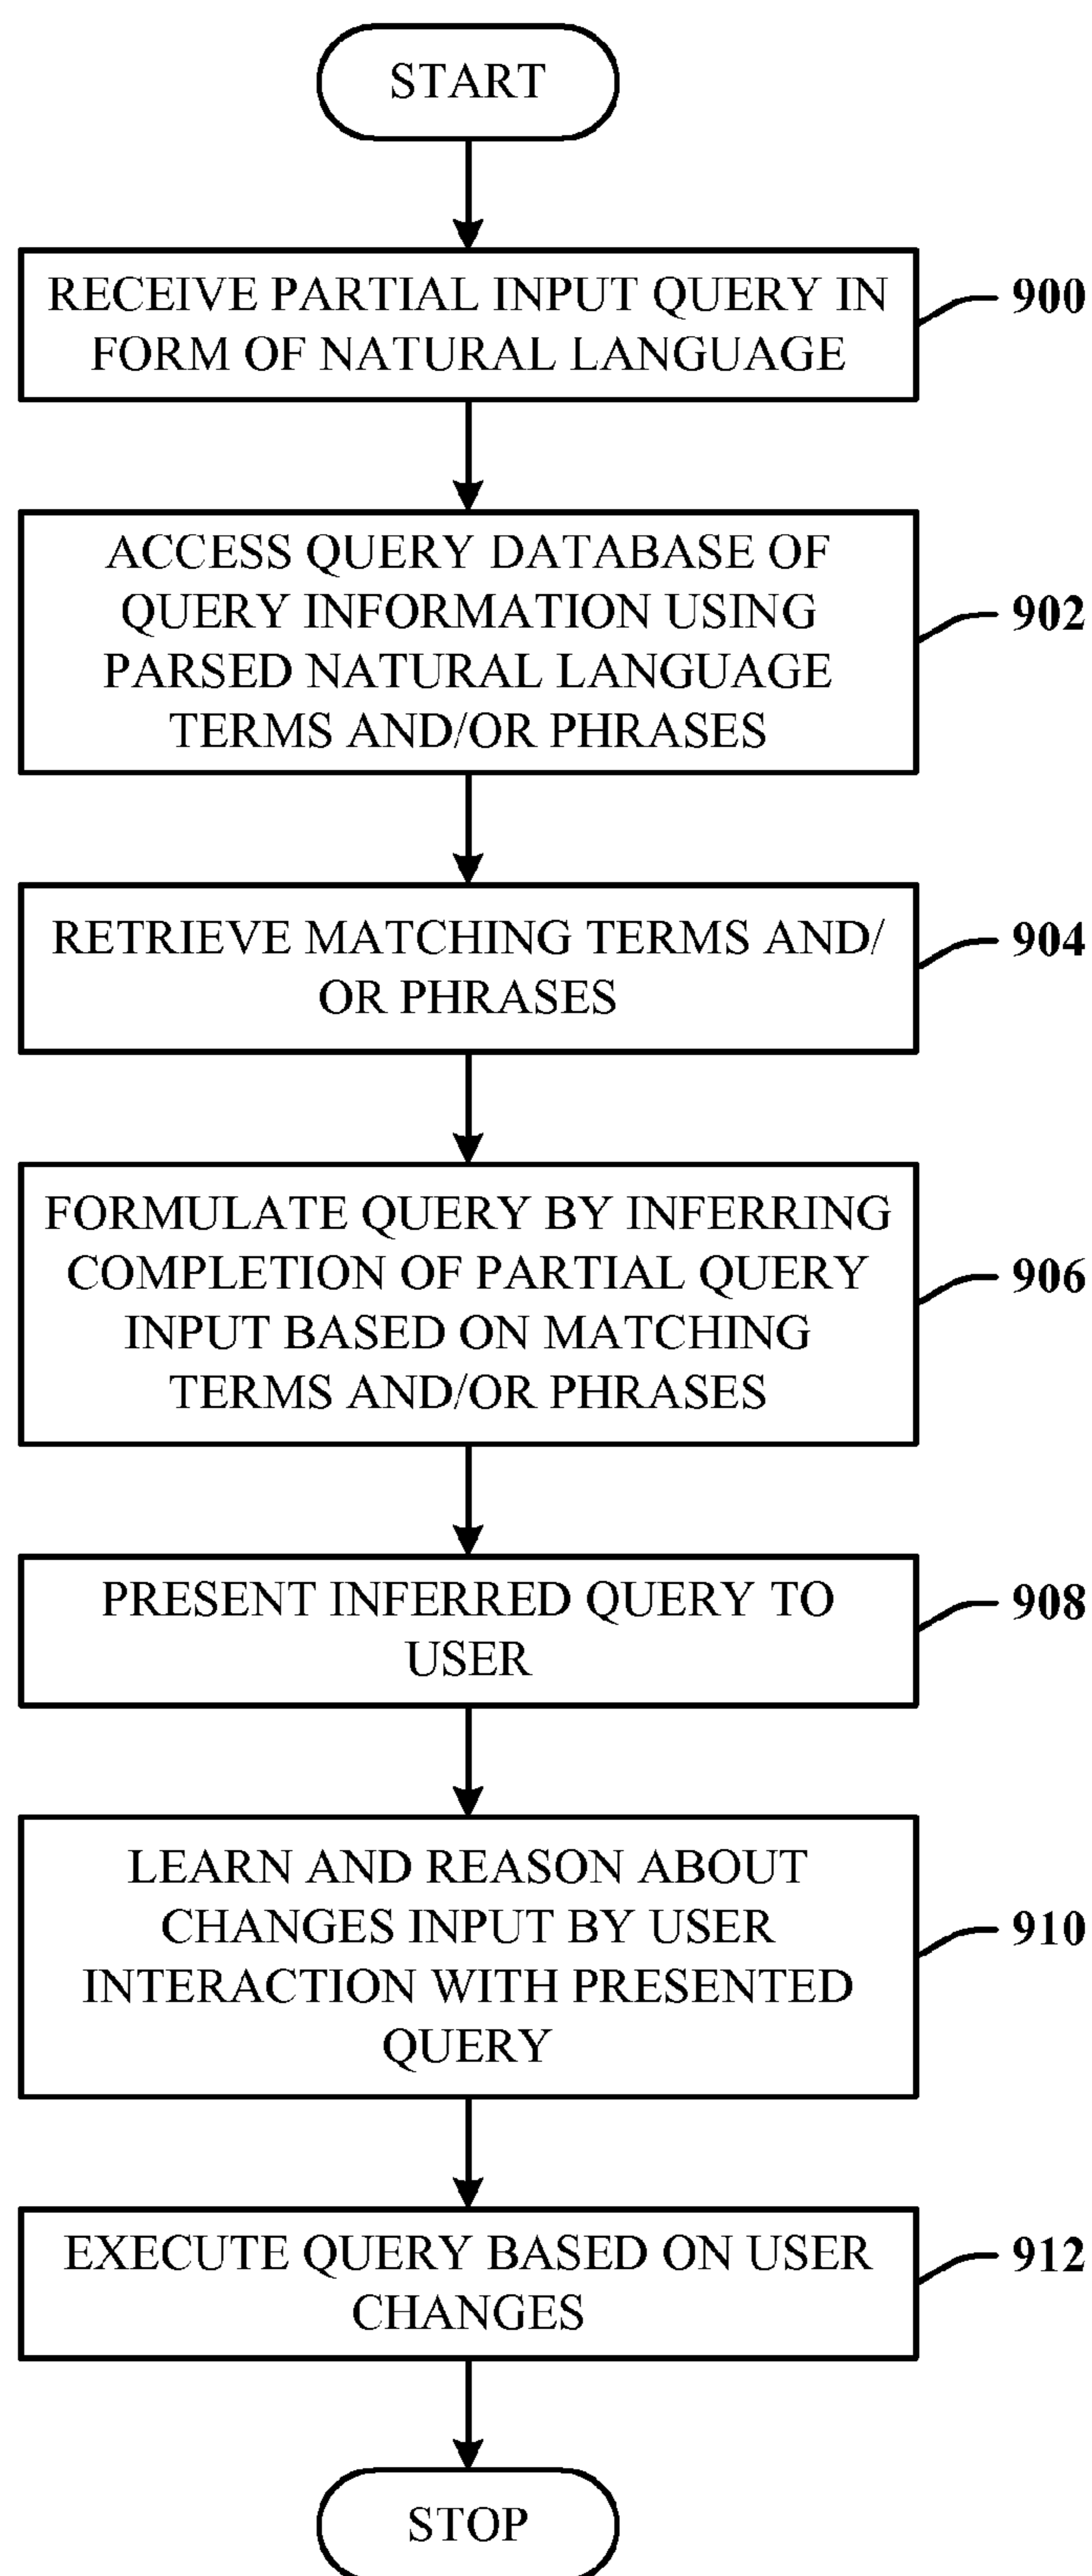 START
RECEIVE PARTIAL INPUT QUERY IN
FORM OF NATURAL LANGUAGE
900
ACCESS QUERY DATABASE OF
QUERY INFORMATION USING
PARSED NATURAL LANGUAGE
TERMS AND/OR PHRASES
902
RETRIEVE MATCHING TERMS AND/
OR PHRASES
904
FORMULATE QUERY BY INFERRING
COMPLETION OF PARTIAL QUERY
INPUT BASED ON MATCHING
TERMS AND/OR PHRASES
906
PRESENT INFERRED QUERY TO
USER
908
LEARN AND REASON ABOUT
CHANGES INPUT BY USER
INTERACTION WITH PRESENTED
QUERY
910
EXECUTE QUERY BASED ON USER
CHANGES
912
STOP